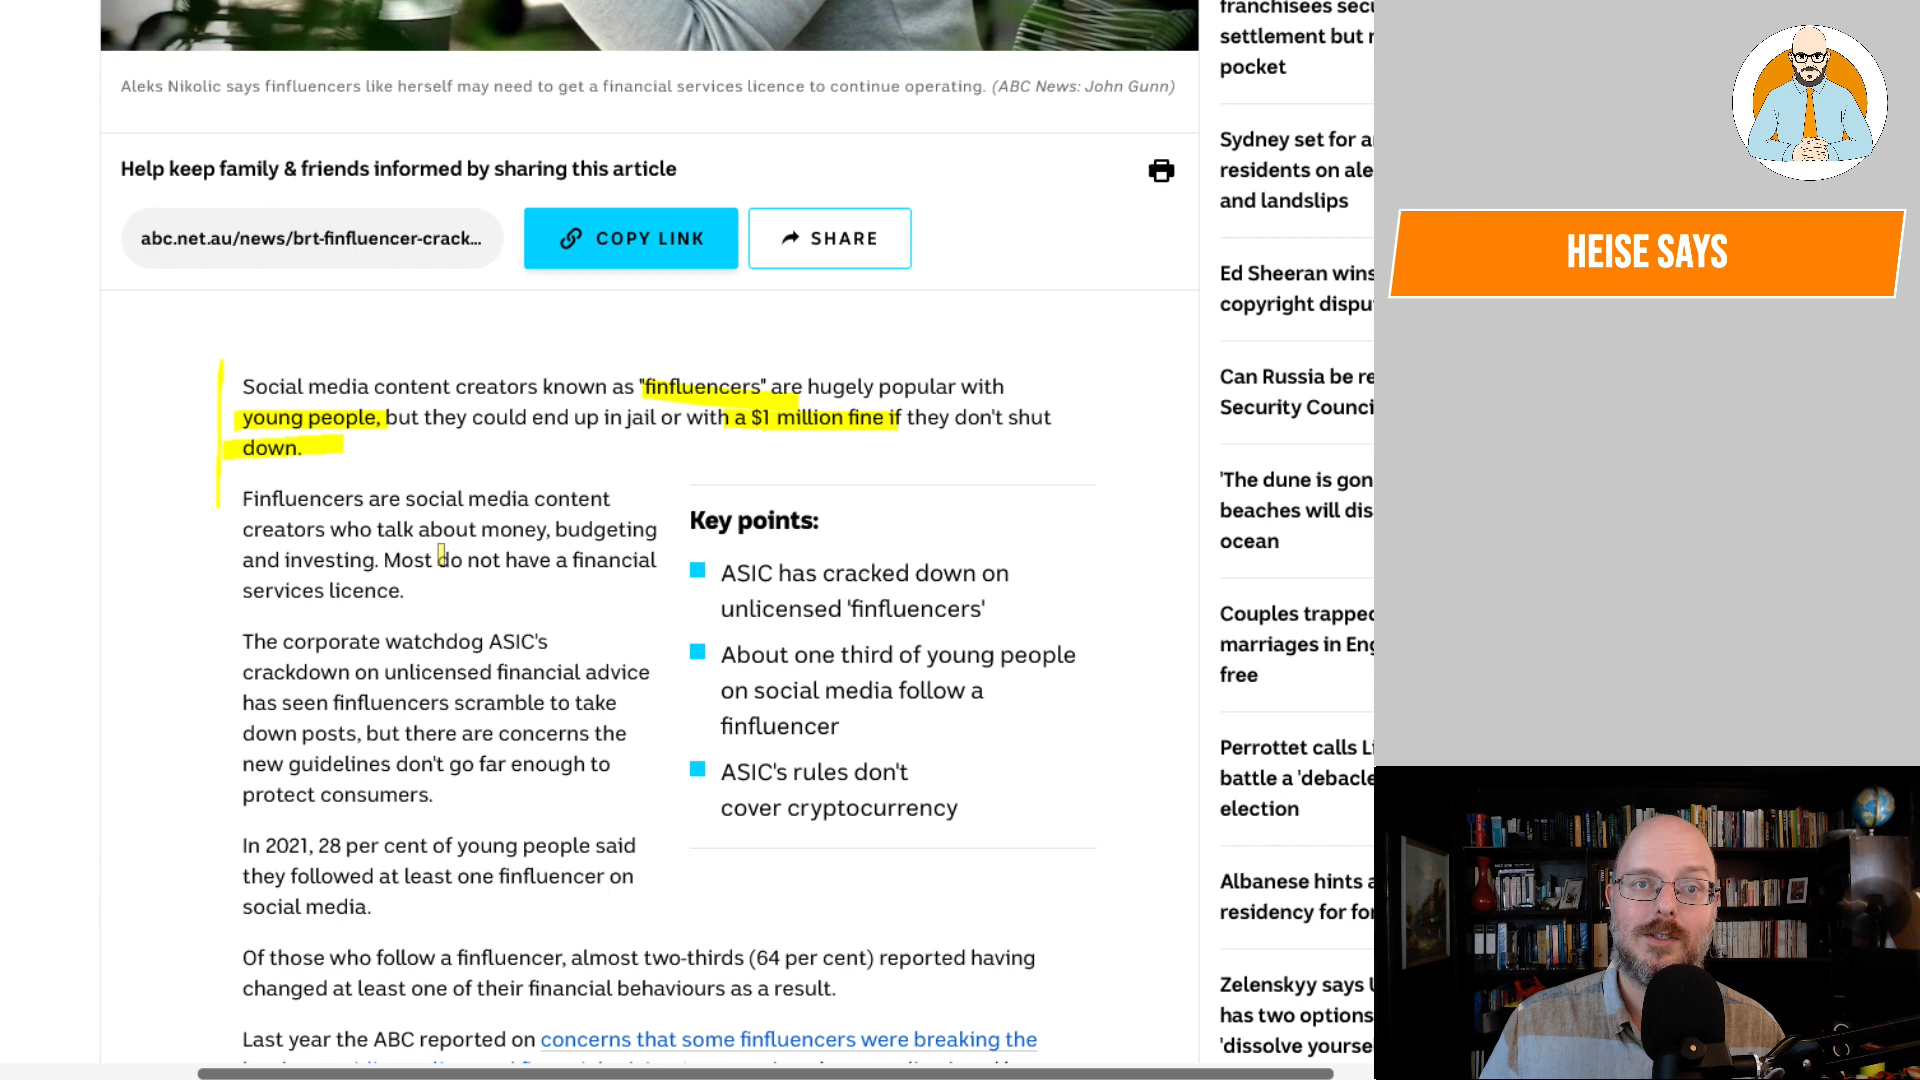 Aleks Nikolic says finfluencers like herself may need to get a financial services licence to continue operating. (ABC News: John Gunn)
Help keep family & friends informed by sharing this article
abc.net.au/news/brt-finfluencer-crack...
COPY LINK
SHARE
Social media content creators known as "finfluencers" are hugely popular with
young people, but they could end up in jail or with a $1 million fine if they don't shut
down.
Finfluencers are social media content
creators who talk about money, budgeting
and investing. Most do not have a financial
services licence.
The corporate watchdog ASIC's
crackdown on unlicensed financial advice
has seen finfluencers scramble to take
down posts, but there are concerns the
new guidelines don't go far enough to
protect consumers.
In 2021, 28 per cent of young people said
they followed at least one finfluencer on
social media.
Key points:
ASIC has cracked down on
unlicensed 'finfluencers'
About one third of young people
on social media follow a
finfluencer
ASIC's rules don't
cover cryptocurrency
Of those who follow a finfluencer, almost two-thirds (64 per cent) reported having
changed at least one of their financial behaviours as a result.
Last year the ABC reported on concerns that some finfluencers were breaking the
franchisees
settlement but
pocket
Sydney set for
residents on
and landslips
Ed Sheeran wins
copyright
Can Russia be
Security
'The dune is
beaches will
ocean
Couples trapped
marriages in
free
Perrottet calls
battle a 'debacle
election
Albanese hints
residency for
Zelenskyy says
has two options
'dissolve
HEISE SAYS